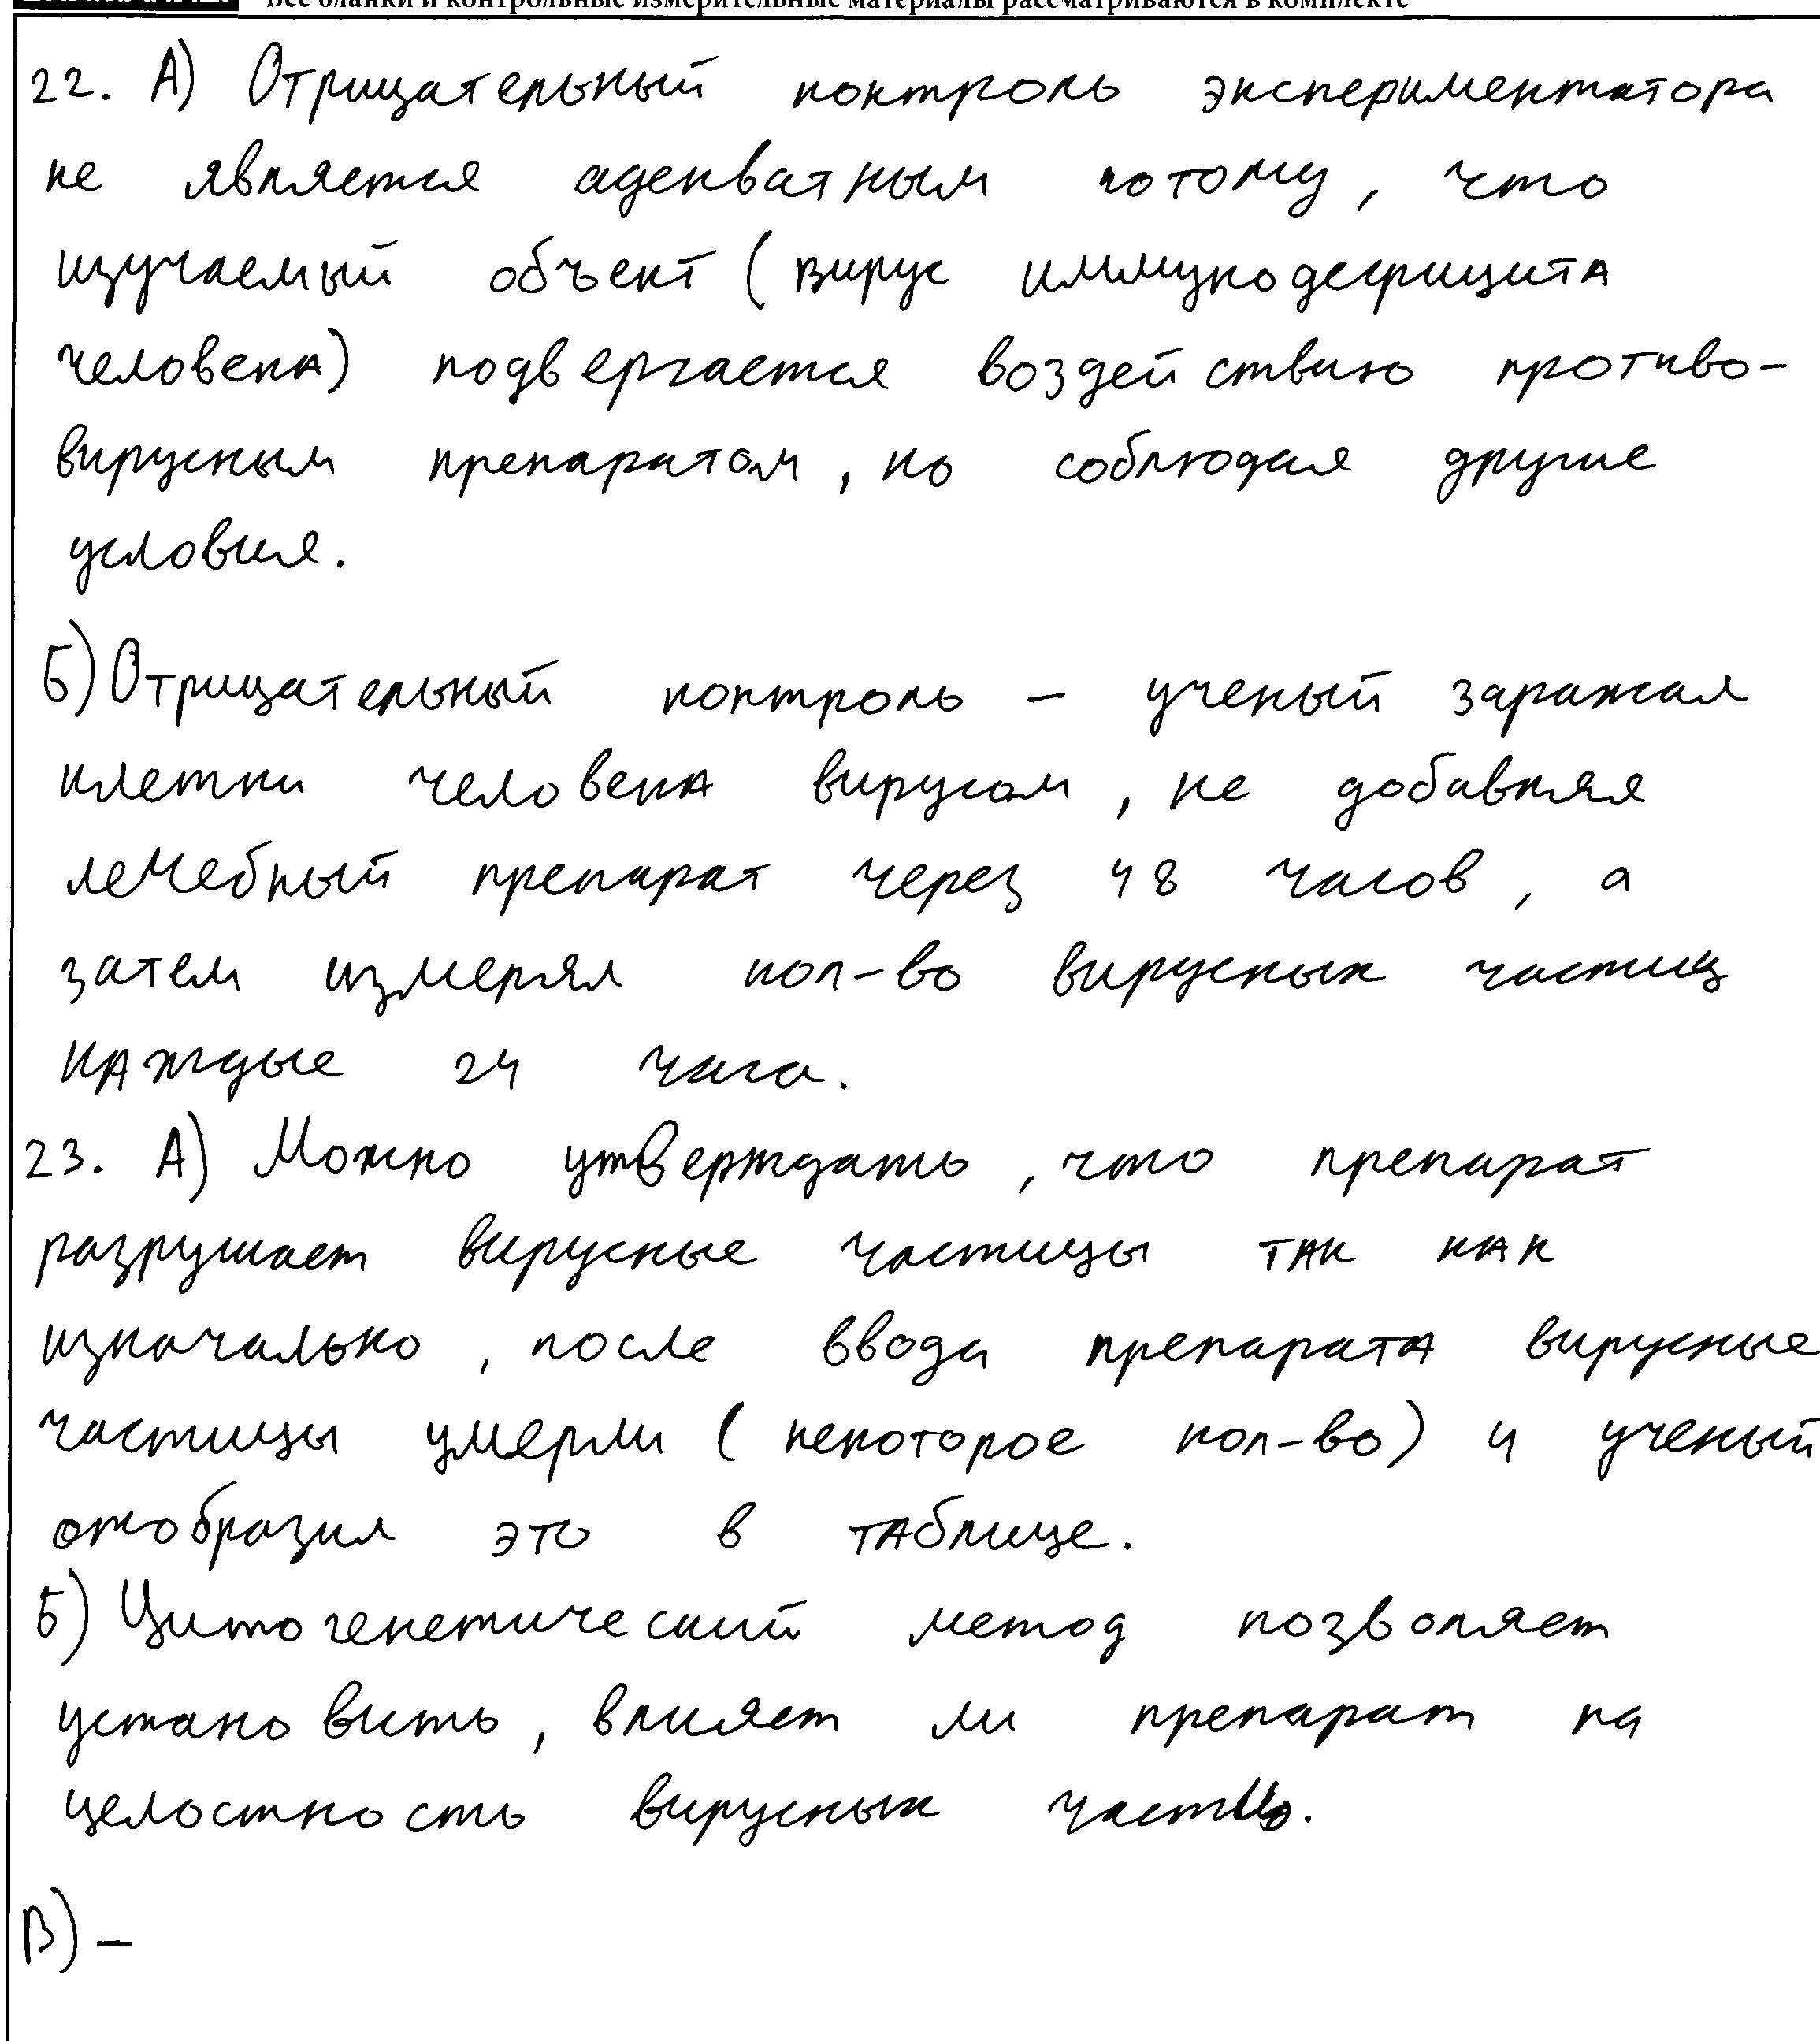 Все бланки и контрольные измерительные материалы рассматриваются в комплекте
22. А) Отрицательный контроль экспериментатора
не является адекватным потому, что
изучаемый объект (вирус иммунодефицита
человека) подвергается воздействию противо-
вирусным препаратом, но соблюдая другие
условия.
Б) Отрицательный контроль – ученый заражал
клетки человека вирусом, не добавляя
лечебный препарат через 48 часов, а
затем измерял кол-во вирусных частиц
каждые 24 часа.
23. А) Можно утверждать, что препарат
разрушает вирусные частицы так как
изначально, после ввода препарата вирусные
частицы умерли (некоторое кол-во) и ученый
отобразил это в таблице.
Б) Цитогенетический метод позволяет
установить, влияет ли препарат на
целостность вирусных частиц.
В) –